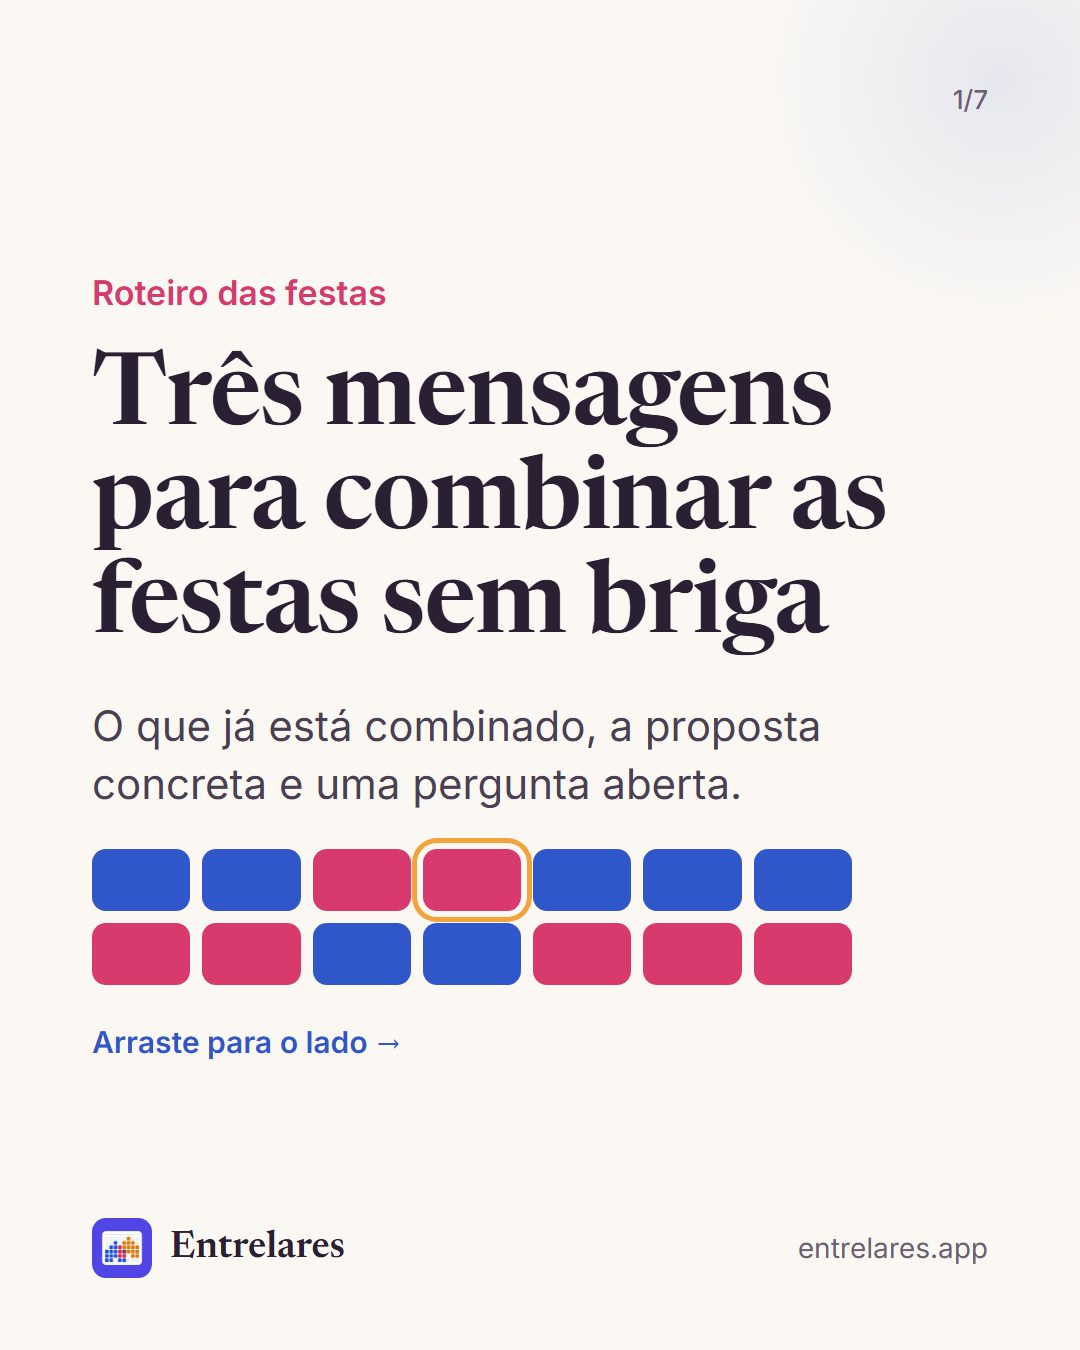 1/7
Roteiro das festas
Três mensagens
para combinar as
festas sem briga
O que já está combinado, a proposta
concreta e uma pergunta aberta.
Arraste para o lado →
Entrelares
entrelares.app